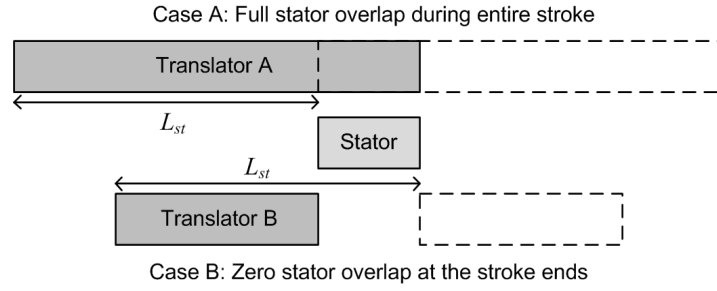 Case A: Full stator overlap during entire stroke
Translator A
L_st
Stator
L_st
Translator B
Case B: Zero stator overlap at the stroke ends